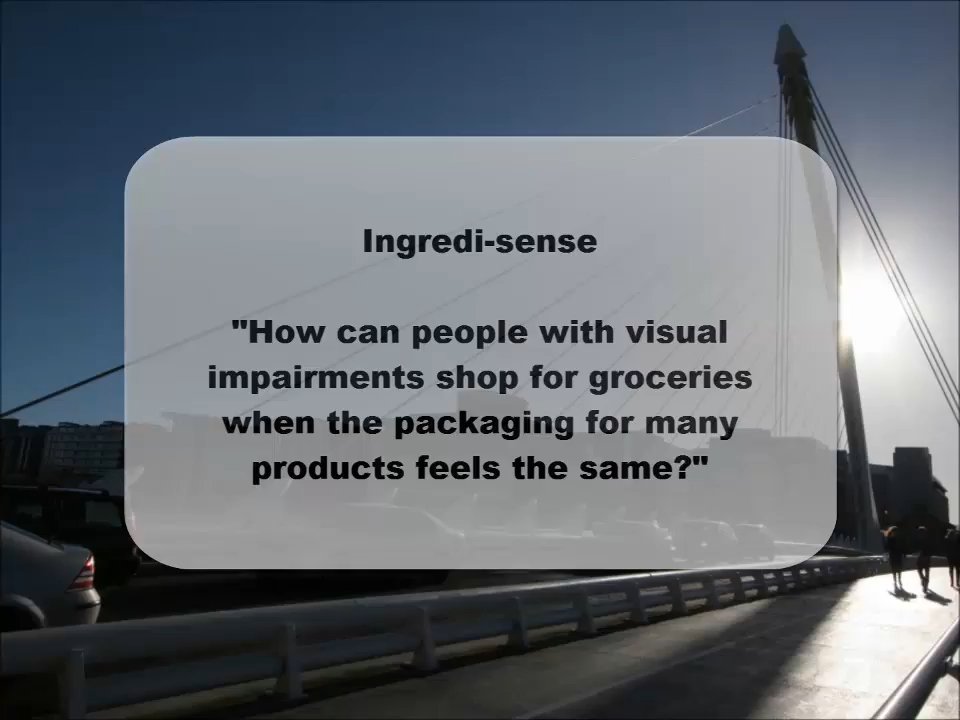 Ingredi-sense
"How can people with visual
impairments shop for groceries
when the packaging for many
products feels the same?"